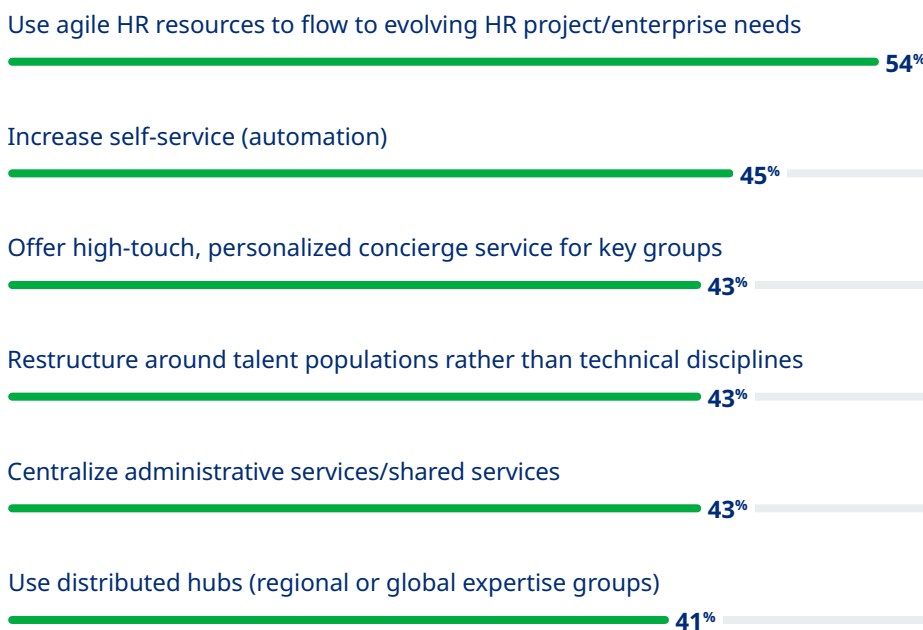 Use agile HR resources to flow to evolving HR project/enterprise needs
54%
Increase self-service (automation)
45%
Offer high-touch, personalized concierge service for key groups
43%
Restructure around talent populations rather than technical disciplines
43%
Centralize administrative services/shared services
43%
Use distributed hubs (regional or global expertise groups)
41%